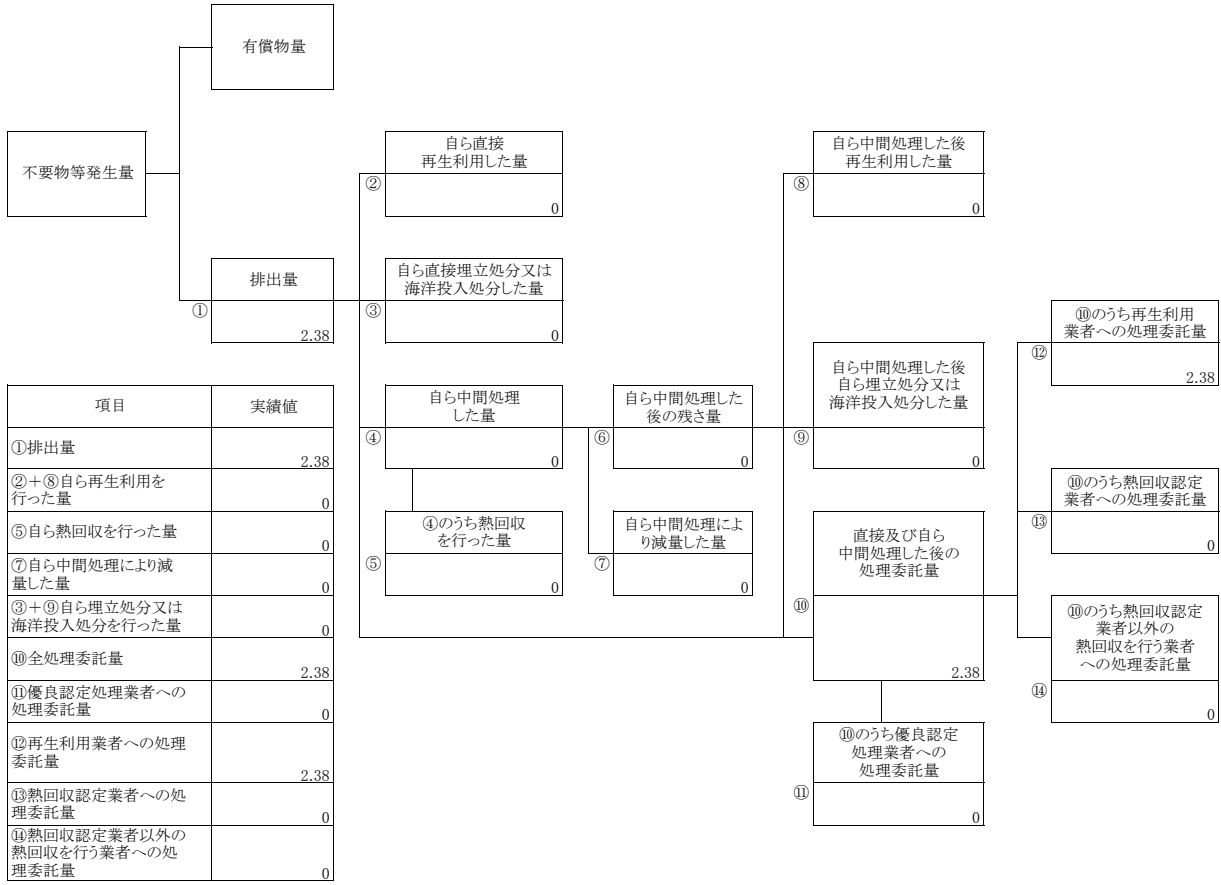 有償物量
不要物等発生量
自ら直接
再生利用した量
②
0
自ら中間処理した後
再生利用した量
⑧
0
排出量
①
2.38
自ら直接埋立処分又は
海洋投入処分した量
③
0
⑩のうち再生利用
業者への処理委託量
⑫
2.38
自ら中間処理
した量
④
0
自ら中間処理した
後の残さ量
⑥
0
自ら中間処理した後
自ら埋立処分又は
海洋投入処分した量
⑨
0
⑩のうち熱回収認定
業者への処理委託量
⑬
0
④のうち熱回収
を行った量
⑤
0
自ら中間処理によ
り減量した量
⑦
0
直接及び自ら
中間処理した後の
処理委託量
⑩
2.38
⑩のうち熱回収認定
業者以外の
熱回収を行う業者
への処理委託量
⑭
0
⑩のうち優良認定
処理業者への
処理委託量
⑪
0
項目 実績値
①排出量
2.38
②+⑧自ら再生利用を
行った量
0
⑤自ら熱回収を行った量
0
⑦自ら中間処理により減
量した量
0
③+⑨自ら埋立処分又は
海洋投入処分を行った量
0
⑩全処理委託量
2.38
⑪優良認定処理業者への
処理委託量
0
⑫再生利用業者への処理
委託量
2.38
⑬熱回収認定業者への処
理委託量
0
⑭熱回収認定業者以外の
熱回収を行う業者への処
理委託量
0